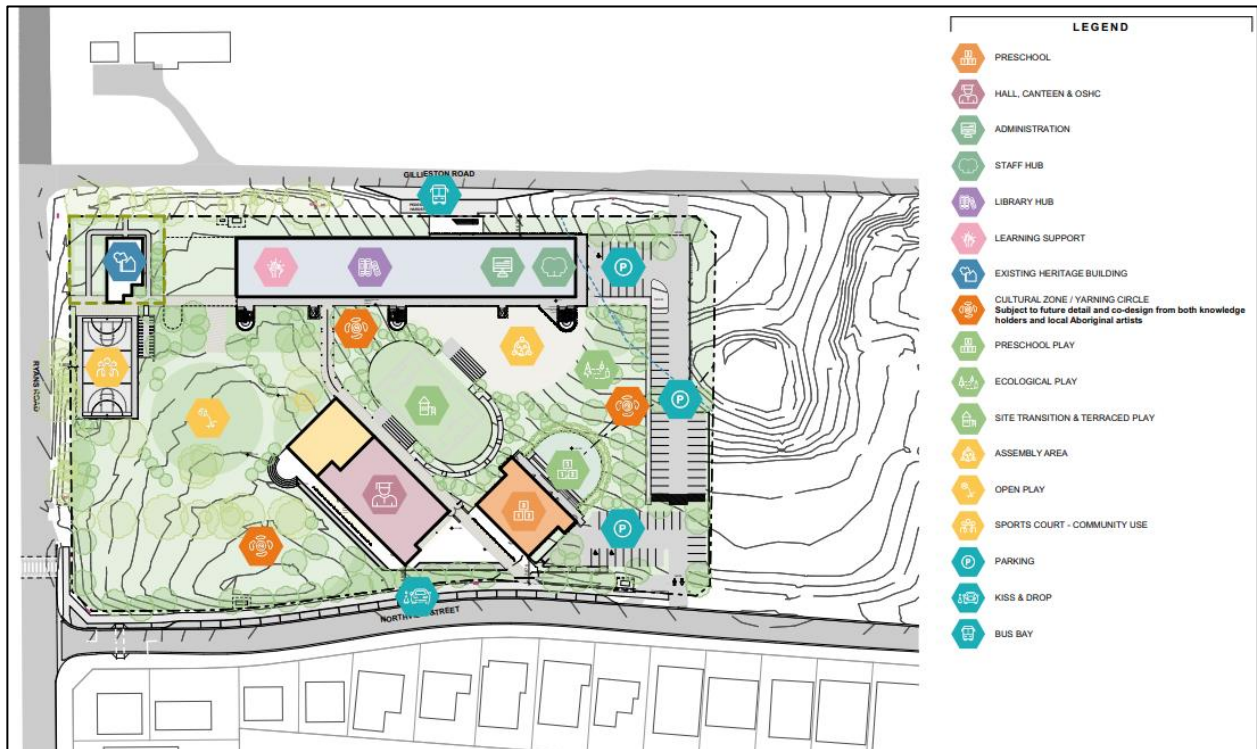 LEGEND
PRESCHOOL
HALL, CANTEEN & OSHC
ADMINISTRATION
STAFF HUB
LIBRARY HUB
LEARNING SUPPORT
EXISTING HERITAGE BUILDING
CULTURAL ZONE / YARNING CIRCLE
Subject to future detail and co-design from both knowledge
holders and local Aboriginal artists
PRESCHOOL PLAY
ECOLOGICAL PLAY
SITE TRANSITION & TERRACED PLAY
ASSEMBLY AREA
OPEN PLAY
SPORTS COURT - COMMUNITY USE
P PARKING
KISS & DROP
BUS BAY
GILLIESTON ROAD
P
RYANS ROAD
P
P
STREET